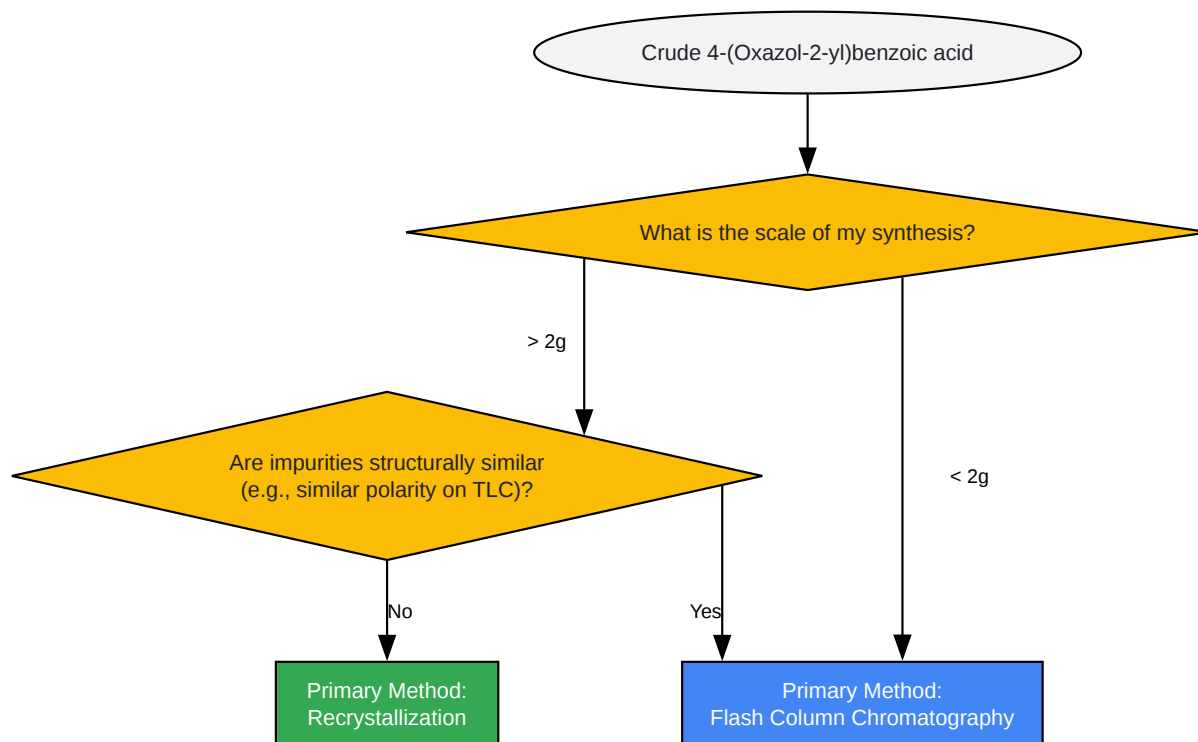 Crude 4-(Oxazol-2-yl)benzoic acid
What is the scale of my synthesis?
> 2g
Are impurities structurally similar
(e.g., similar polarity on TLC)?
< 2g
No
Yes
Primary Method:
Recrystallization
Primary Method:
Flash Column Chromatography